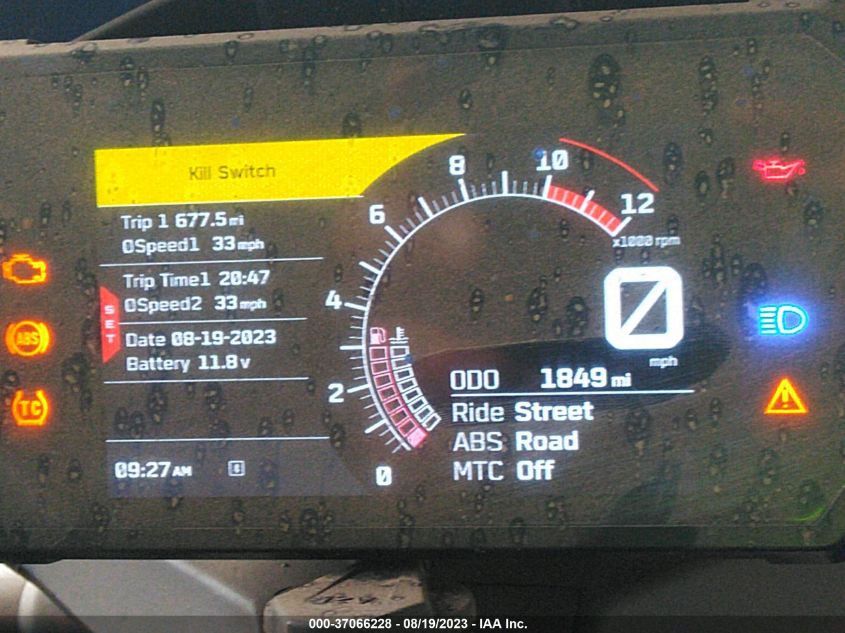 Kill Switch
Trip 1 677.5 mi
ØSpeed1 33 mph
Trip Time1 20:47
ØSpeed2 33 mph
SET
Date 08-19-2023
Battery 11.8 v
09:27 AM
0
2
4
6
8
10
12
x1000 rpm
0
mph
ODO 1849 mi
Ride Street
ABS Road
MTC Off
ABS
TC
000-37066228 - 08/19/2023 - IAA Inc.